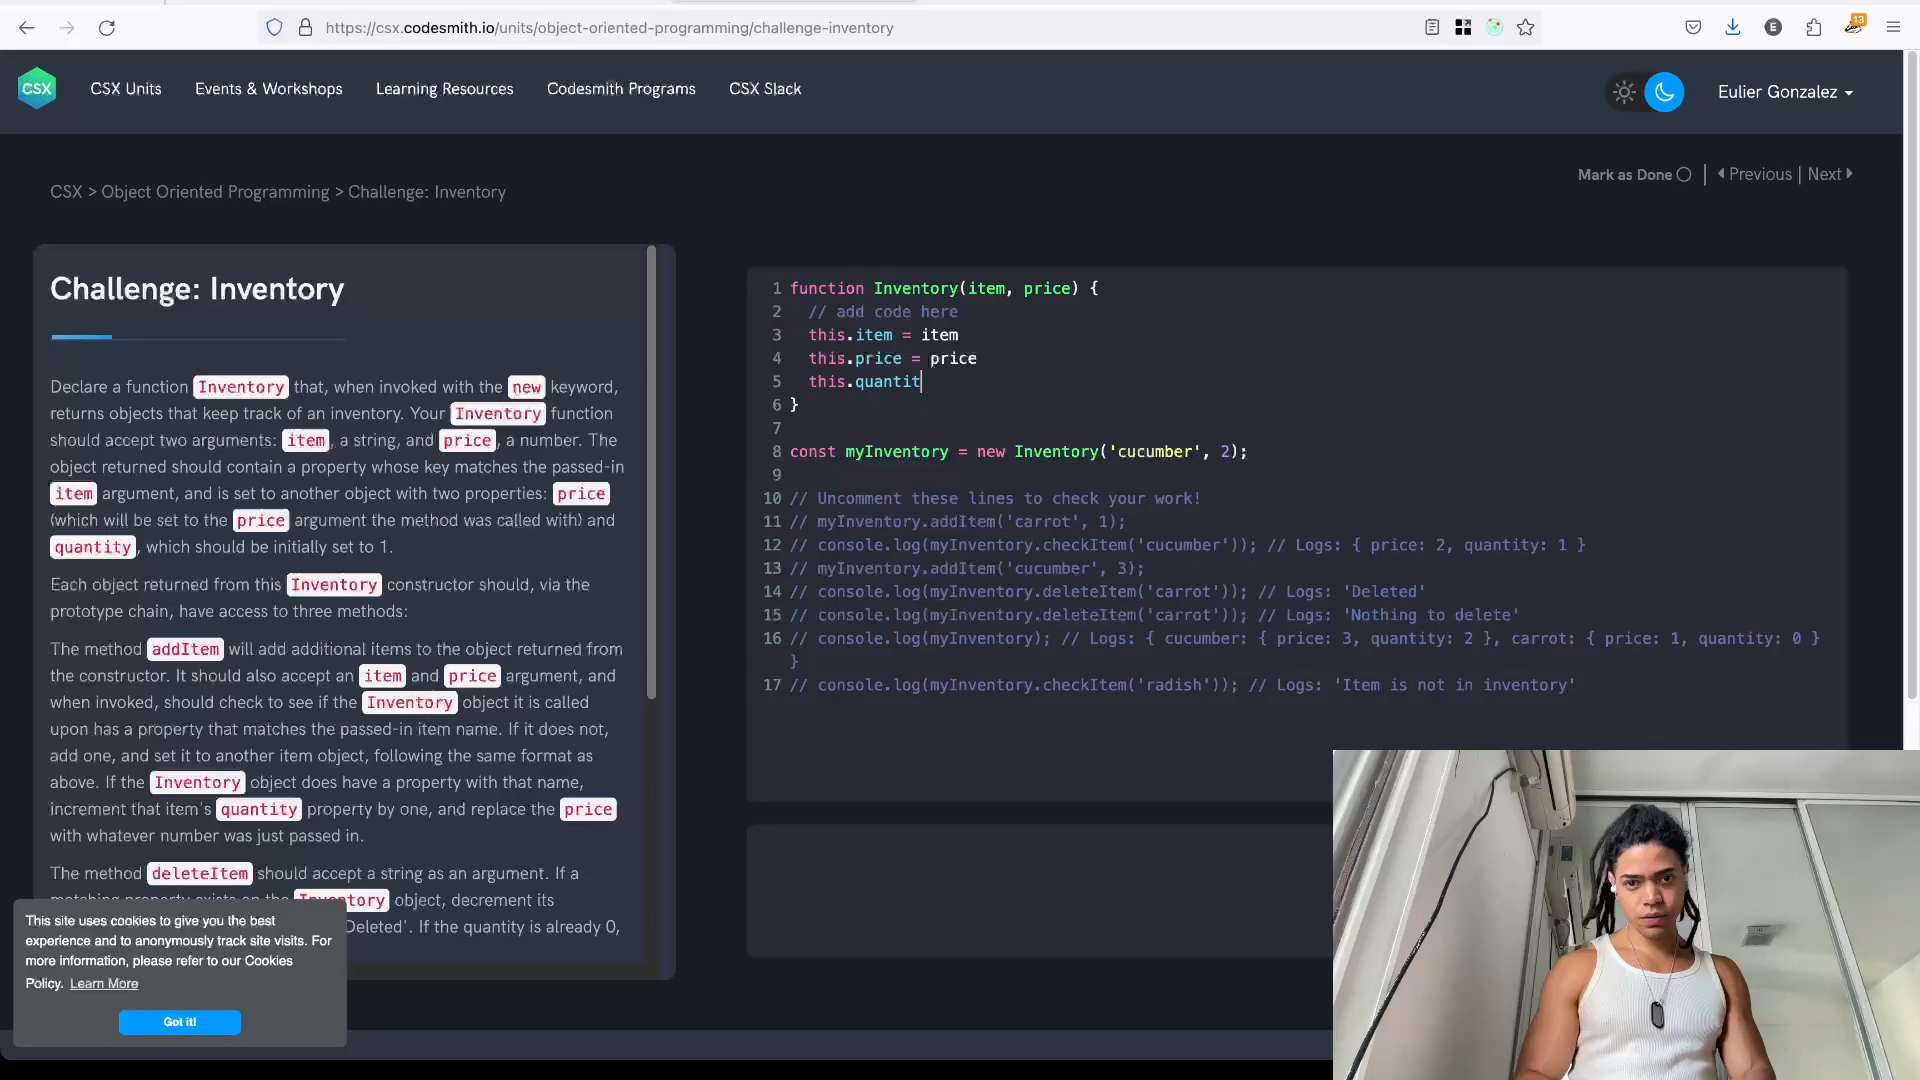 https://csx.codesmith.io/units/object-oriented-programming/challenge-inventory
E
13
CSX
CSX Units
Events & Workshops
Learning Resources
Codesmith Programs
CSX Slack
Eulier Gonzalez
CSX > Object Oriented Programming > Challenge: Inventory
Mark as Done
Previous | Next
Challenge: Inventory
Declare a function Inventory that, when invoked with the new keyword,
returns objects that keep track of an inventory. Your Inventory function
should accept two arguments: item, a string, and price, a number. The
object returned should contain a property whose key matches the passed-in
item argument, and is set to another object with two properties: price
(which will be set to the price argument the method was called with) and
quantity, which should be initially set to 1.
Each object returned from this Inventory constructor should, via the
prototype chain, have access to three methods:
The method addItem will add additional items to the object returned from
the constructor. It should also accept an item and price argument, and
when invoked, should check to see if the Inventory object it is called
upon has a property that matches the passed-in item name. If it does not,
add one, and set it to another item object, following the same format as
above. If the Inventory object does have a property with that name,
increment that item's quantity property by one, and replace the price
with whatever number was just passed in.
The method deleteItem should accept a string as an argument. If a
matching property exists on the Inventory object, decrement its
Deleted'. If the quantity is already 0,
This site uses cookies to give you the best
experience and to anonymously track site visits. For
more information, please refer to our Cookies
Policy. Learn More
Got it!
1 function Inventory(item, price) {
2 // add code here
3 this.item = item
4 this.price = price
5 this.quantit
6 }
7
8 const myInventory = new Inventory('cucumber', 2);
9
10 // Uncomment these lines to check your work!
11 // myInventory.addItem('carrot', 1);
12 // console.log(myInventory.checkItem('cucumber')); // Logs: { price: 2, quantity: 1 }
13 // myInventory.addItem('cucumber', 3);
14 // console.log(myInventory.deleteItem('carrot')); // Logs: 'Deleted'
15 // console.log(myInventory.deleteItem('carrot')); // Logs: 'Nothing to delete'
16 // console.log(myInventory); // Logs: { cucumber: { price: 3, quantity: 2 }, carrot: { price: 1, quantity: 0 }
}
17 // console.log(myInventory.checkItem('radish')); // Logs: 'Item is not in inventory'